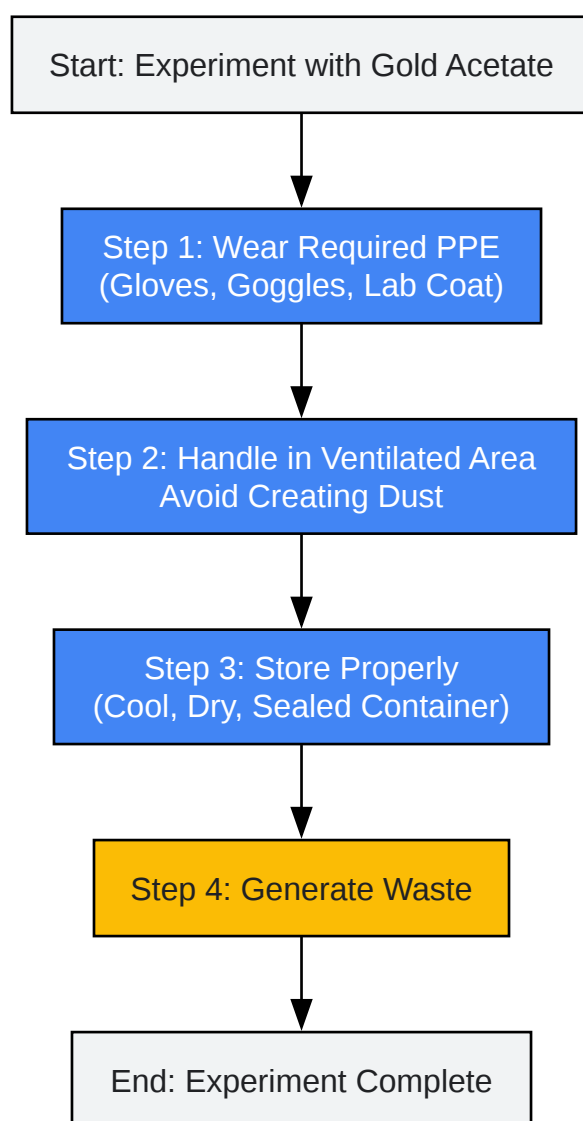 Start: Experiment with Gold Acetate
Step 1: Wear Required PPE
(Gloves, Goggles, Lab Coat)
Step 2: Handle in Ventilated Area
Avoid Creating Dust
Step 3: Store Properly
(Cool, Dry, Sealed Container)
Step 4: Generate Waste
End: Experiment Complete